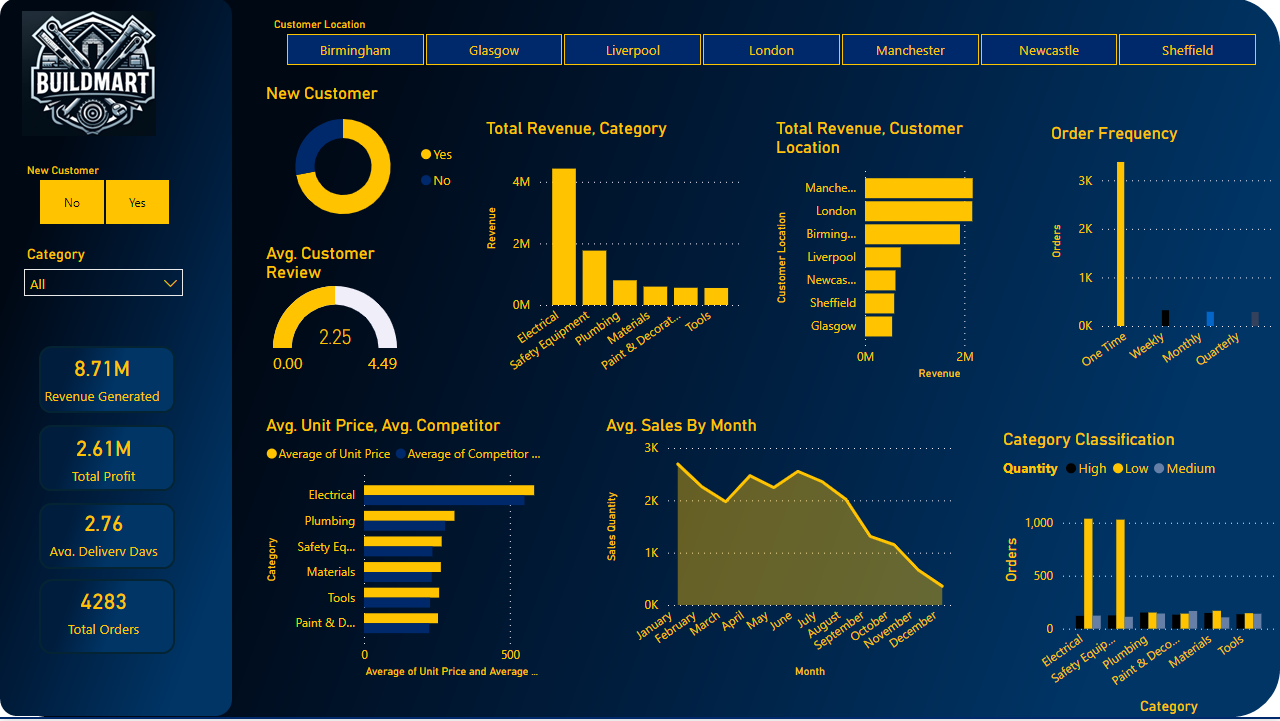 BUILDMART
New Customer
No
Yes
Category
All
8.71M
Revenue Generated
2.61M
Total Profit
2.76
Avg. Delivery Days
4283
Total Orders
Customer Location
Birmingham
Glasgow
Liverpool
London
Manchester
Newcastle
Sheffield
New Customer
Yes
No
Avg. Customer
Review
2.25
0.00
4.49
Total Revenue, Category
Revenue
4M
2M
0M
Electrical
Safety Equipment
Plumbing
Materials
Paint & Decorat...
Tools
Total Revenue, Customer
Location
Customer Location
Manche...
London
Birming...
Liverpool
Newcas...
Sheffield
Glasgow
0M
2M
Revenue
Order Frequency
Orders
3K
2K
1K
0K
One Time
Weekly
Monthly
Quarterly
Avg. Unit Price, Avg. Competitor
Average of Unit Price
Average of Competitor ...
Category
Electrical
Plumbing
Safety Eq...
Materials
Tools
Paint & D...
0
500
Average of Unit Price and Average ...
Avg. Sales By Month
Sales Quantity
3K
2K
1K
0K
January
February
March
April
May
June
July
August
September
October
November
December
Month
Category Classification
Quantity
High
Low
Medium
Orders
1,000
500
0
Electrical
Safety Equip...
Plumbing
Paint & Deco...
Materials
Tools
Category